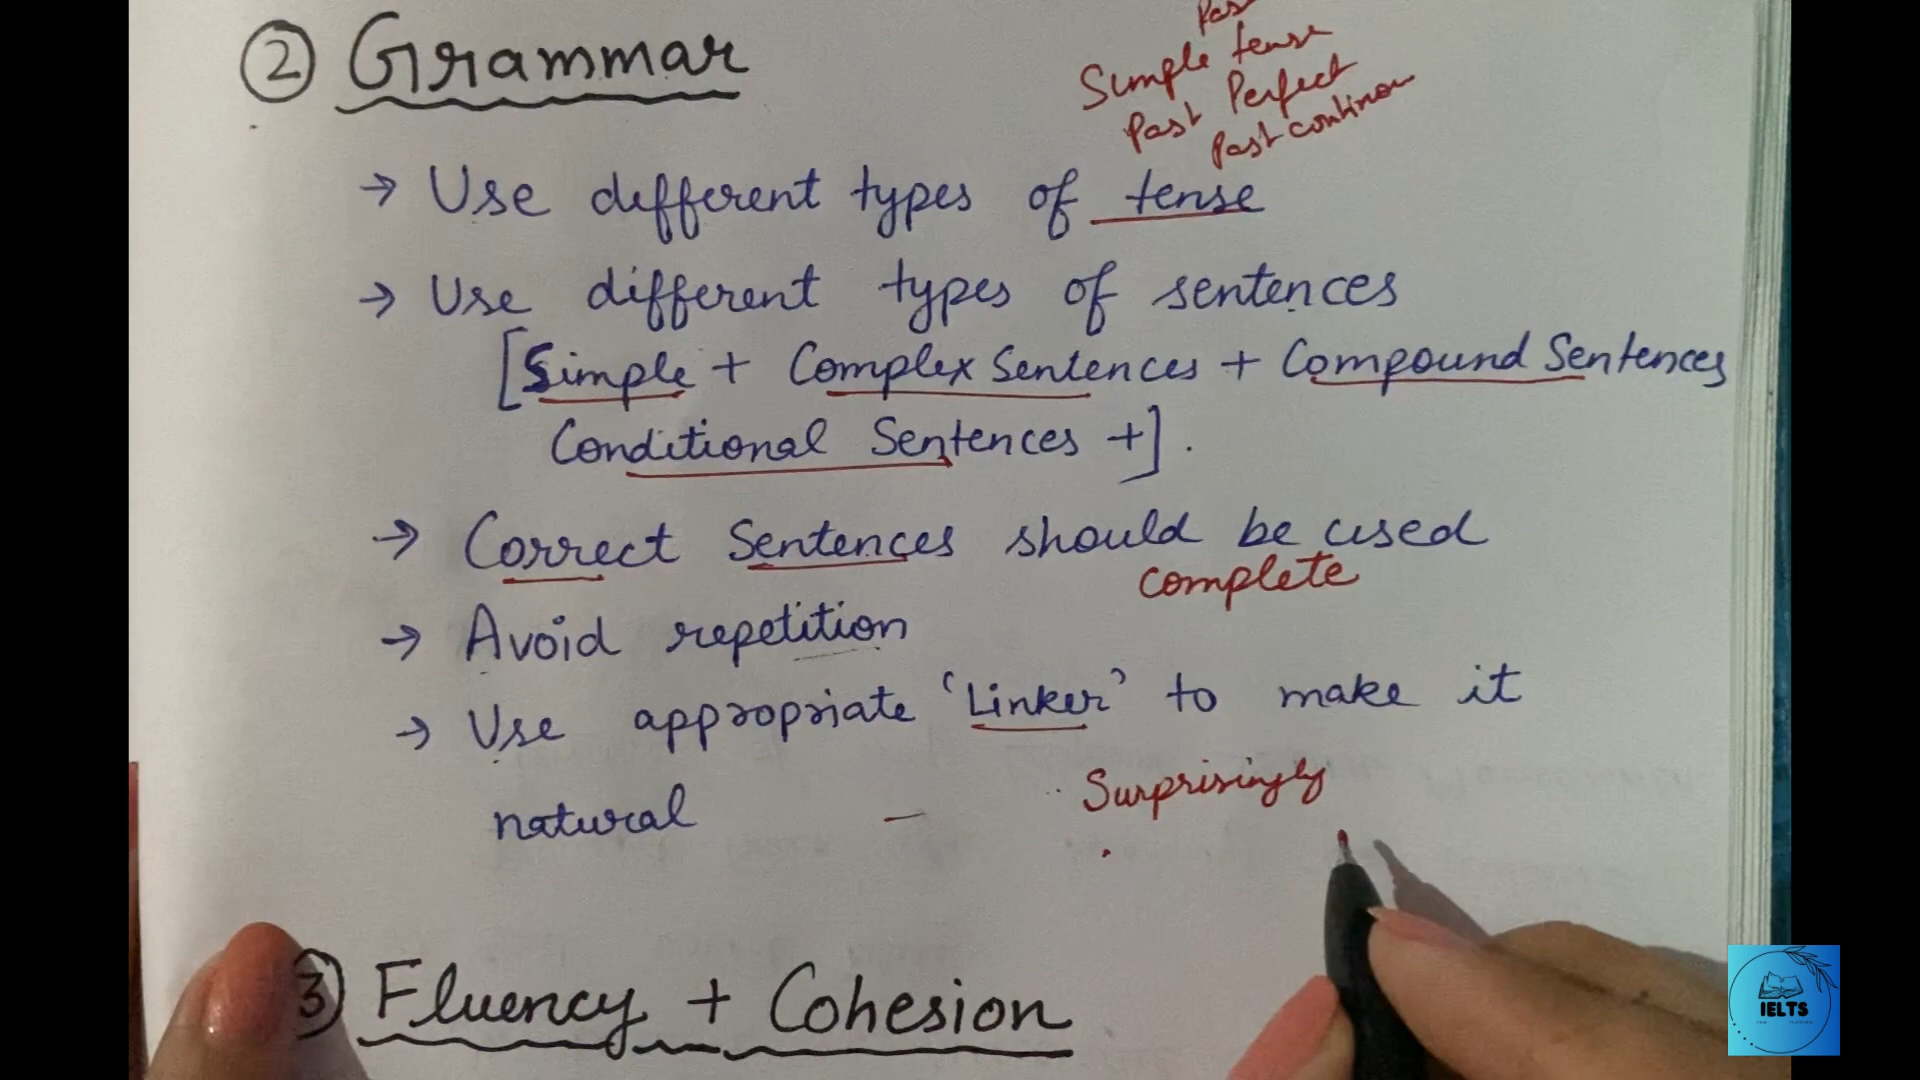 ② Grammar
Simple tense
Past Perfect
Past continou
→ Use different types of tense
→ Use different types of sentences
[Simple + Complex Sentences + Compound Sentences
Conditional Sentences +].
→ Correct Sentences should be used
complete
→ Avoid repetition
→ Use appropriate ‘Linker’ to make it
Surprisingly
natural –
3 Fluency + Cohesion
IELTS